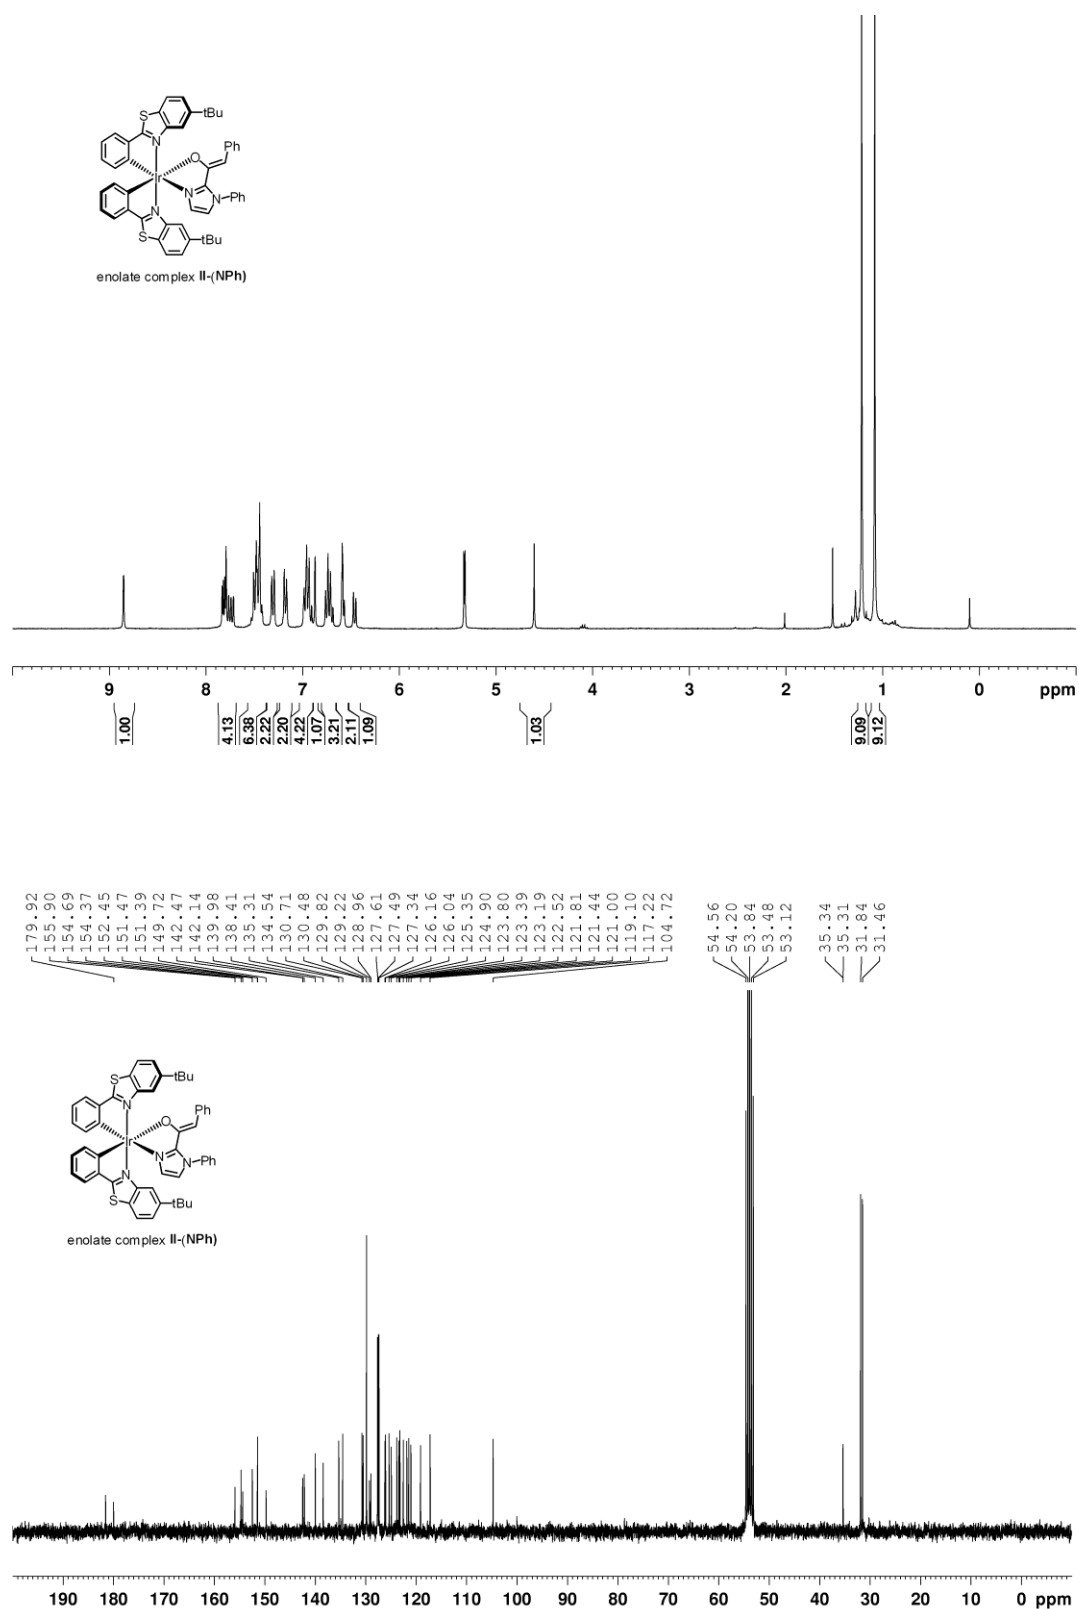 S
tBu
N
O
Ph
Ir
N
N
Ph
N
S
tBu
enolate complex II-(NPh)
9 8 7 6 5 4 3 2 1 0 ppm
1.00 4.13 6.38 2.22 2.20 4.22 1.07 3.21 2.11 1.09 1.03 9.09 9.12
179.92
155.90
154.69
154.37
152.45
151.47
151.39
149.72
142.47
142.14
139.98
138.41
135.31
134.54
130.71
130.48
129.82
129.22
128.96
127.61
127.49
127.34
126.16
126.04
125.35
124.90
123.80
123.39
123.19
122.52
121.81
121.44
121.00
119.10
117.22
104.72
54.56
54.20
53.84
53.48
53.12
35.34
35.31
31.84
31.46
S
tBu
N
O
Ph
Ir
N
N
Ph
N
S
tBu
enolate complex II-(NPh)
190 180 170 160 150 140 130 120 110 100 90 80 70 60 50 40 30 20 10 0 ppm